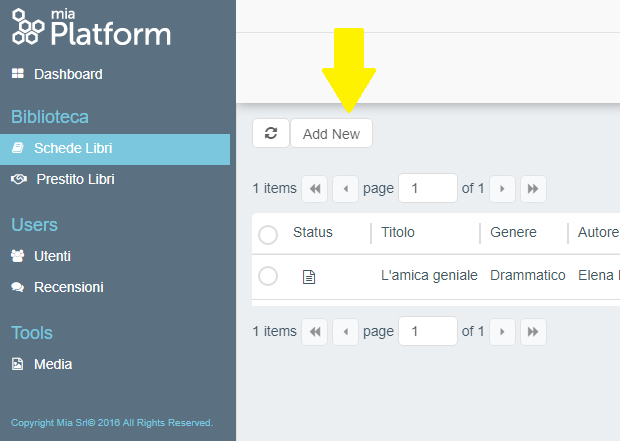 mia
Platform
Dashboard
Biblioteca
Schede Libri
Prestito Libri
Users
Utenti
Recensioni
Tools
Media
Copyright Mia Srl© 2016 All Rights Reserved.
Add New
1 items page 1 of 1
Status Titolo Genere Autore
L'amica geniale Drammatico Elena
1 items page 1 of 1